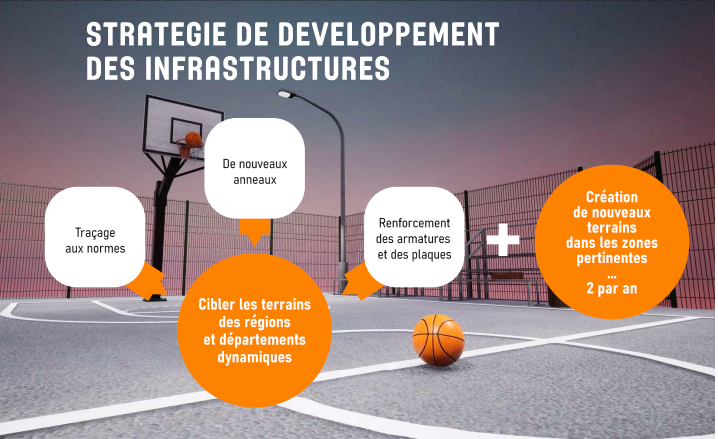 STRATEGIE DE DEVELOPPEMENT
DES INFRASTRUCTURES
De nouveaux
anneaux
Traçage
aux normes
Renforcement
des armatures
et des plaques
+
Création
de nouveaux
terrains
dans les zones
pertinentes
...
2 par an
Cibler les terrains
des régions
et départements
dynamiques